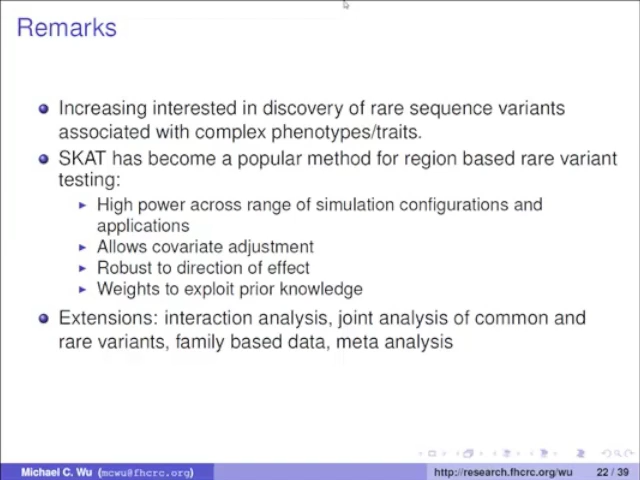 Remarks
Increasing interested in discovery of rare sequence variants
associated with complex phenotypes/traits.
SKAT has become a popular method for region based rare variant
testing:
High power across range of simulation configurations and
applications
Allows covariate adjustment
Robust to direction of effect
Weights to exploit prior knowledge
Extensions: interaction analysis, joint analysis of common and
rare variants, family based data, meta analysis
Michael C. Wu (mcwu@fhcrc.org) http://research.fhcrc.org/wu 22 / 39